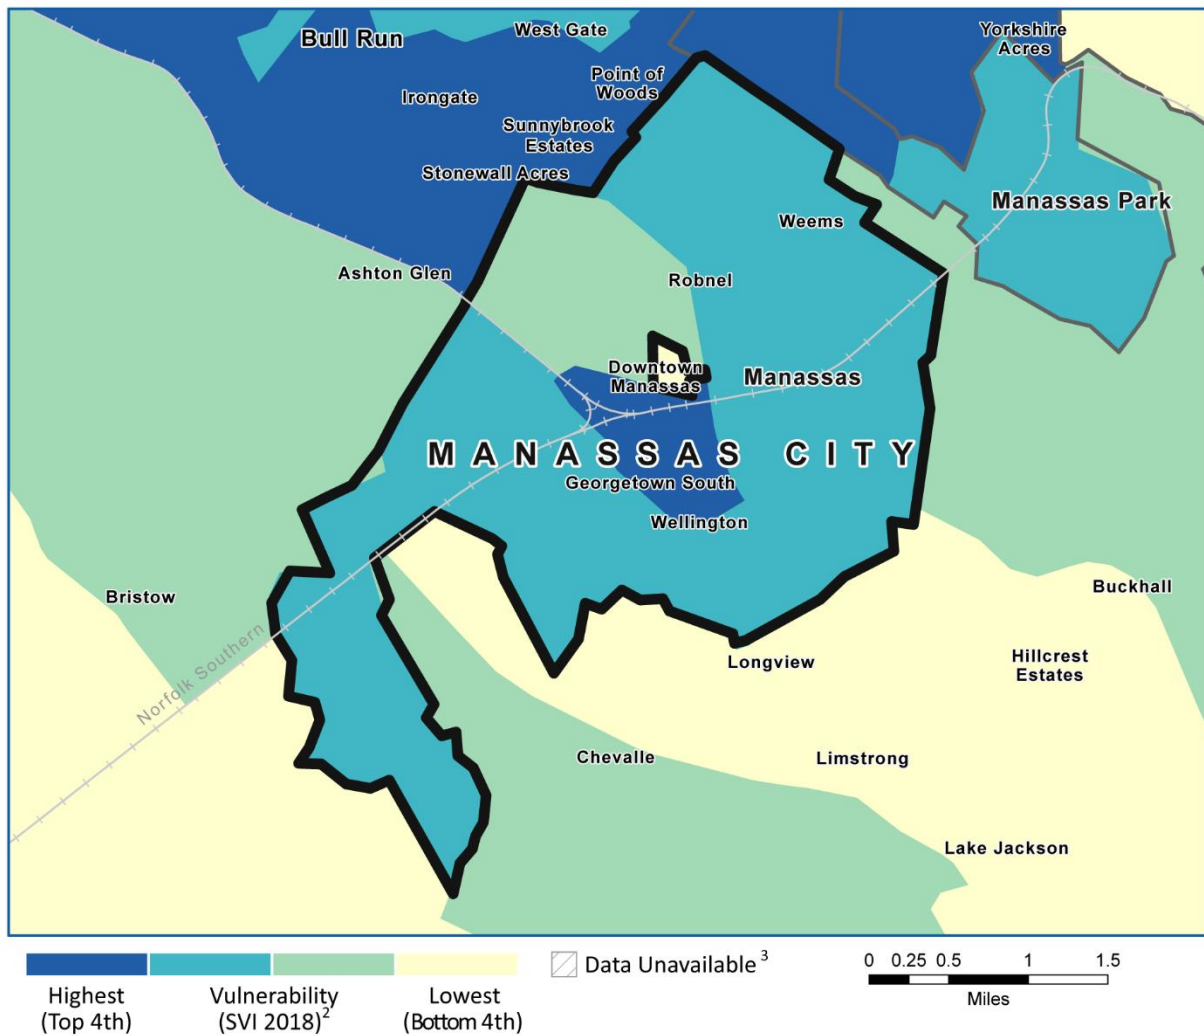 West Gate
Yorkshire
Acres
Bull Run
Point of
Woods
Irongate
Sunnybrook
Estates
Stonewall Acres
Manassas Park
Weems
Ashton Glen
Robnel
Downtown
Manassas
Manassas
MANASSAS CITY
Georgetown South
Wellington
Bristow
Buckhall
Norfolk Southern
Longview
Hillcrest
Estates
Chevalle
Limstrong
Lake Jackson
Highest
(Top 4th)
Vulnerability
(SVI 2018)2
Lowest
(Bottom 4th)
Data Unavailable3
0 0.25 0.5 1 1.5
Miles